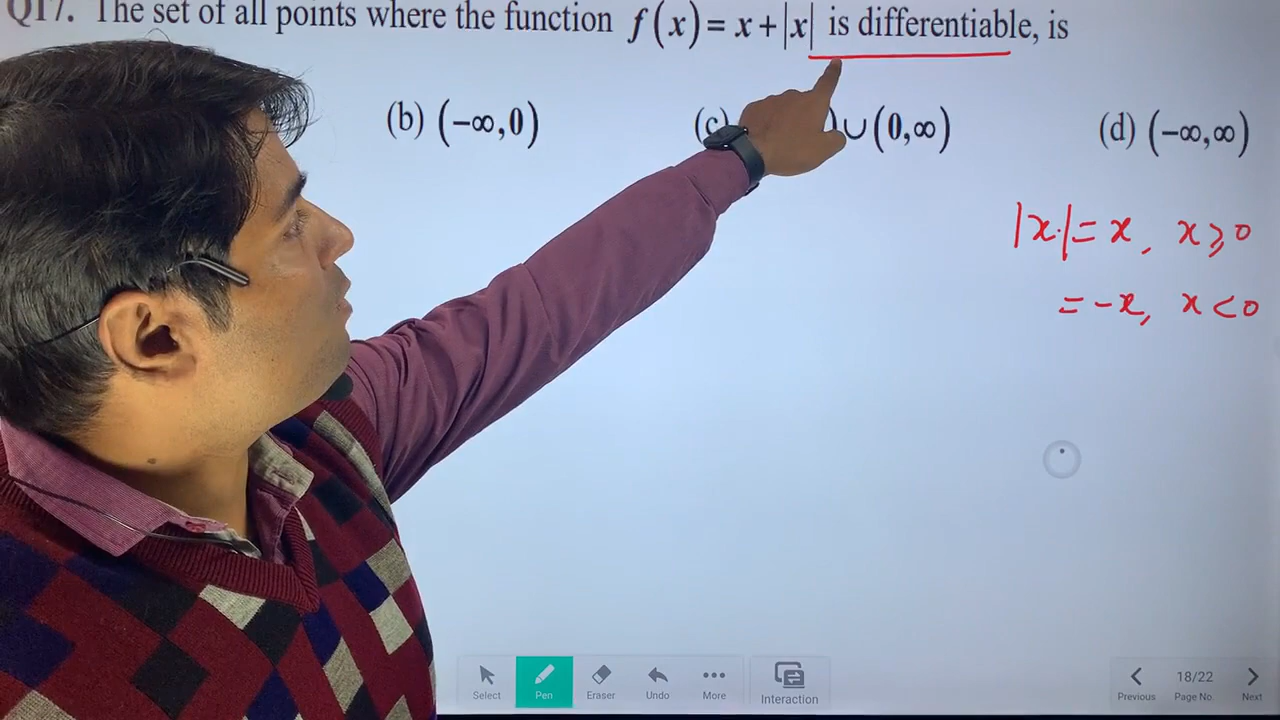 Q17. The set of all points where the function f(x) = x + |x| is differentiable, is
(b) (-∞,0)
(c) ) ∪ (0,∞)
(d) (-∞,∞)
|x| = x, x ≥ 0
= -x, x < 0
Select
Pen
Eraser
Undo
More
Interaction
Previous
18/22
Page No.
Next